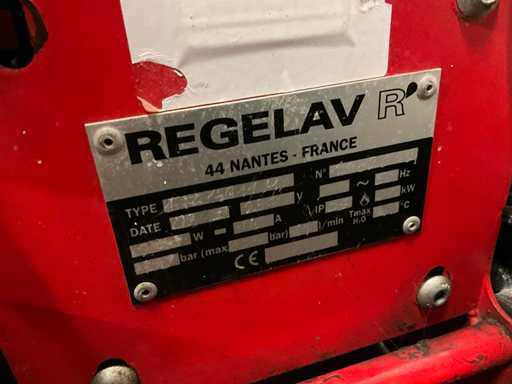 REGELAV R'
44 NANTES - FRANCE
TYPE N° Hz
DATE V ~ kW
W - A IP Tmax H₂O °C
bar (max bar) l/min
CE